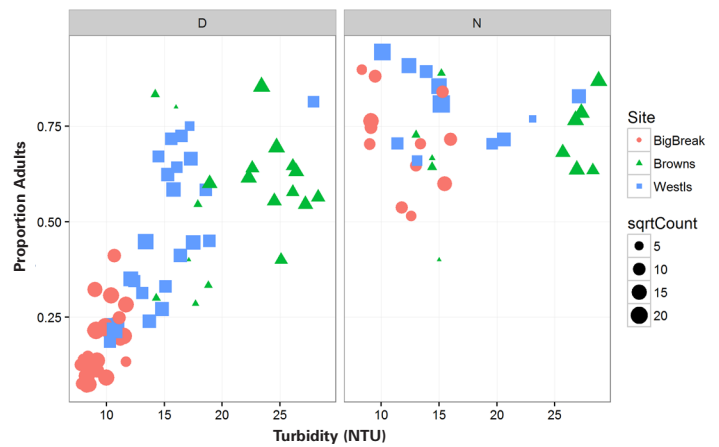 D
N
Proportion Adults
0.75
0.50
0.25
10 15 20 25
10 15 20 25
Turbidity (NTU)
Site
BigBreak
Browns
WestIs
sqrtCount
5
10
15
20